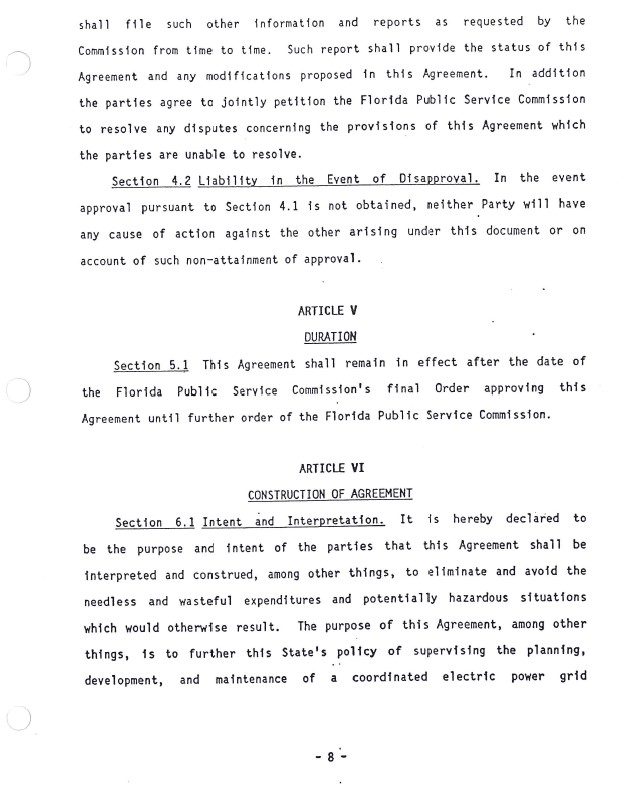 shall file such other information and reports as requested by the
Commission from time to time. Such report shall provide the status of this
Agreement and any modifications proposed in this Agreement. In addition
the parties agree to jointly petition the Florida Public Service Commission
to resolve any disputes concerning the provisions of this Agreement which
the parties are unable to resolve.
Section 4.2 Liability in the Event of Disapproval. In the event
approval pursuant to Section 4.1 is not obtained, neither Party will have
any cause of action against the other arising under this document or on
account of such non-attainment of approval.
ARTICLE V
DURATION
Section 5.1 This Agreement shall remain in effect after the date of
the Florida Public Service Commission's final Order approving this
Agreement until further order of the Florida Public Service Commission.
ARTICLE VI
CONSTRUCTION OF AGREEMENT
Section 6.1 Intent and Interpretation. It is hereby declared to
be the purpose and intent of the parties that this Agreement shall be
interpreted and construed, among other things, to eliminate and avoid the
needless and wasteful expenditures and potentially hazardous situations
which would otherwise result. The purpose of this Agreement, among other
things, is to further this State's policy of supervising the planning,
development, and maintenance of a coordinated electric power grid
- 8 -